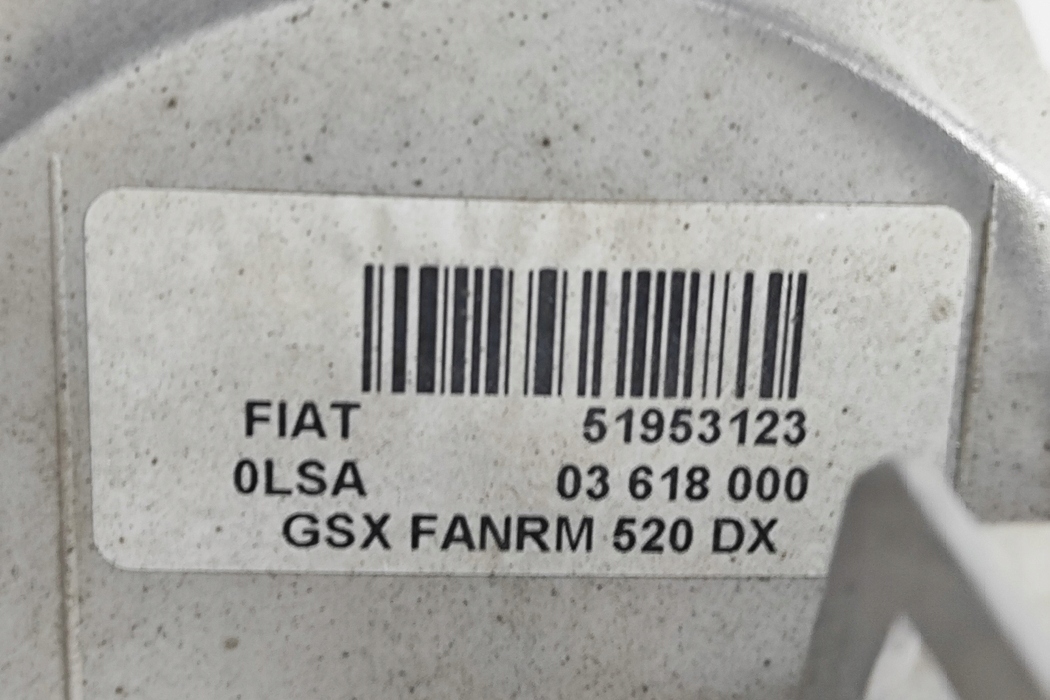 FIAT 51953123
0LSA 03 618 000
GSX FANRM 520 DX